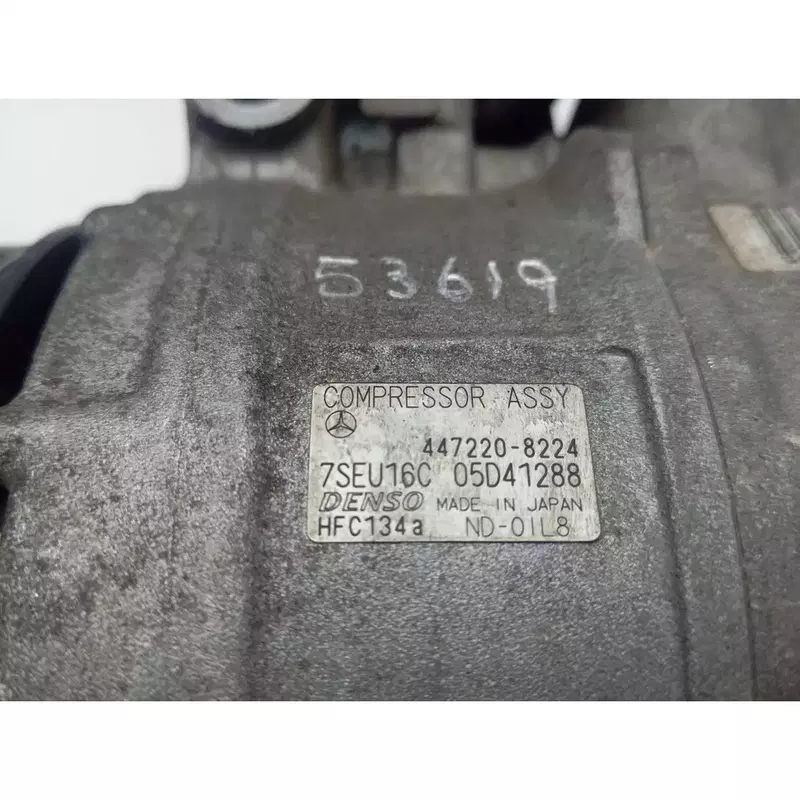 53619
COMPRESSOR ASSY
447220-8224
7SEU16C 05D41288
DENSO MADE IN JAPAN
HFC134a ND-OIL8